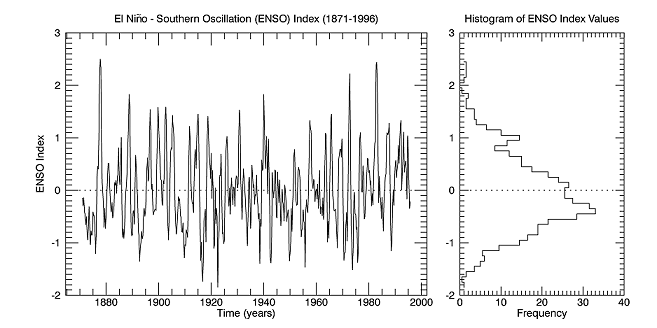 El Niño - Southern Oscillation (ENSO) Index (1871-1996)
Histogram of ENSO Index Values
3
2
1
0
-1
-2
ENSO Index
1880 1900 1920 1940 1960 1980 2000
Time (years)
3
2
1
0
-1
-2
0 10 20 30 40
Frequency